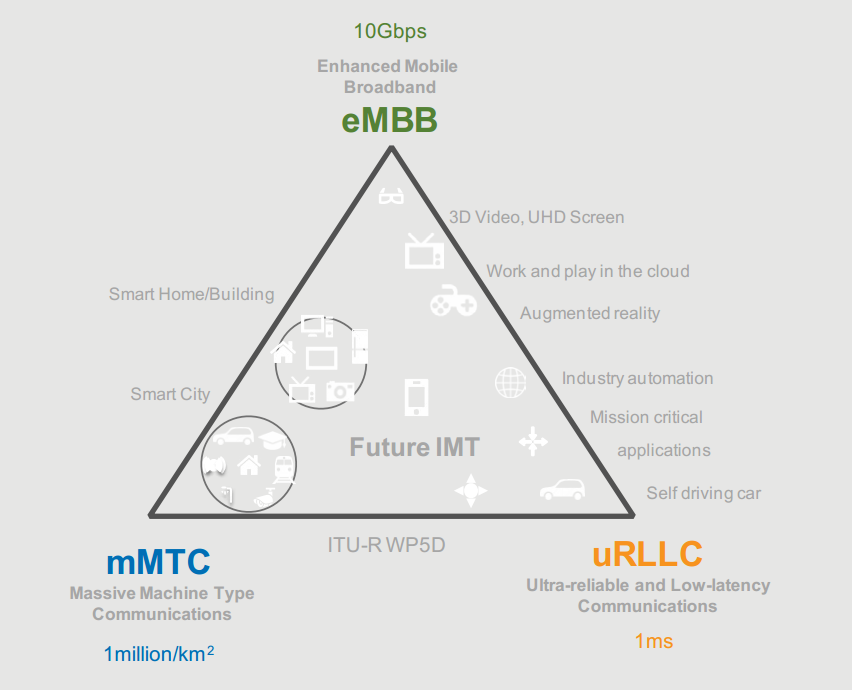 10Gbps
Enhanced Mobile
Broadband
eMBB
3D Video, UHD Screen
Work and play in the cloud
Smart Home/Building
Augmented reality
Industry automation
Smart City
Mission critical
applications
Future IMT
Self driving car
ITU-R WP5D
mMTC
Massive Machine Type
Communications
1million/km²
uRLLC
Ultra-reliable and Low-latency
Communications
1ms